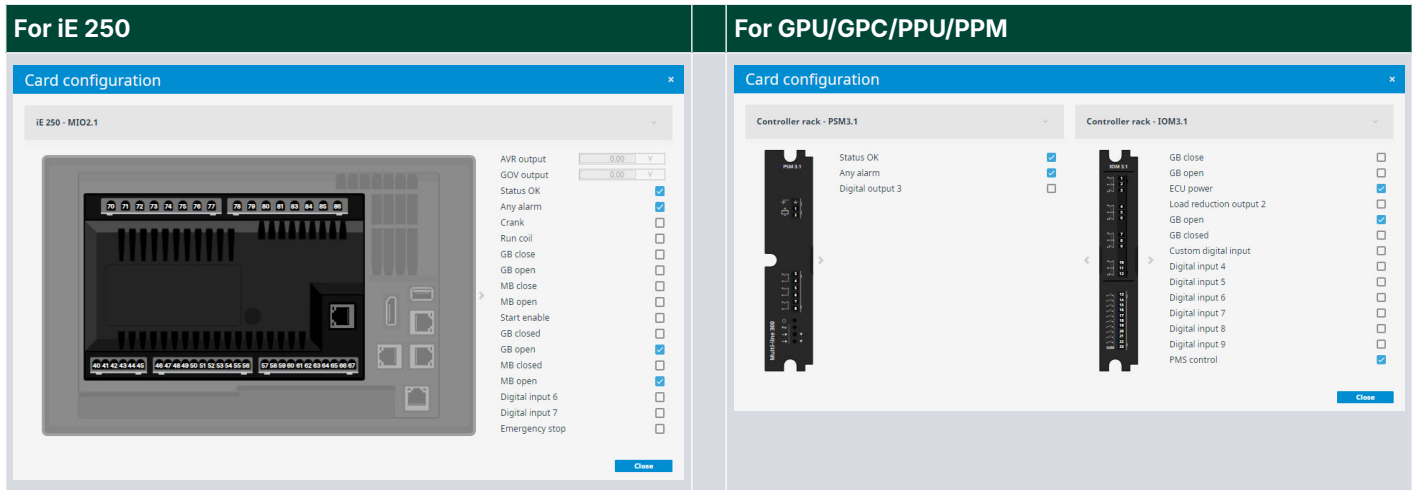 For iE 250
Card configuration ×
iE 250 - MIO2.1
70 71 72 73 74 75 76 77 78 79 80 81 83 84 85 86
40 41 42 43 44 45 46 47 48 49 50 51 52 53 54 55 56 57 58 59 60 61 62 63 64 65 66 67
AVR output 0.00 V
GOV output 0.00 V
Status OK
Any alarm
Crank
Run coil
GB close
GB open
MB close
MB open
Start enable
GB closed
GB open
MB closed
MB open
Digital input 6
Digital input 7
Emergency stop
Close
For GPU/GPC/PPU/PPM
Card configuration ×
Controller rack - PSM3.1
PSM 3.1
Multi-line 300
Status OK
Any alarm
Digital output 3
Controller rack - IOM3.1
IOM 3.1
GB close
GB open
ECU power
Load reduction output 2
GB open
GB closed
Custom digital input
Digital input 4
Digital input 5
Digital input 6
Digital input 7
Digital input 8
Digital input 9
PMS control
Close